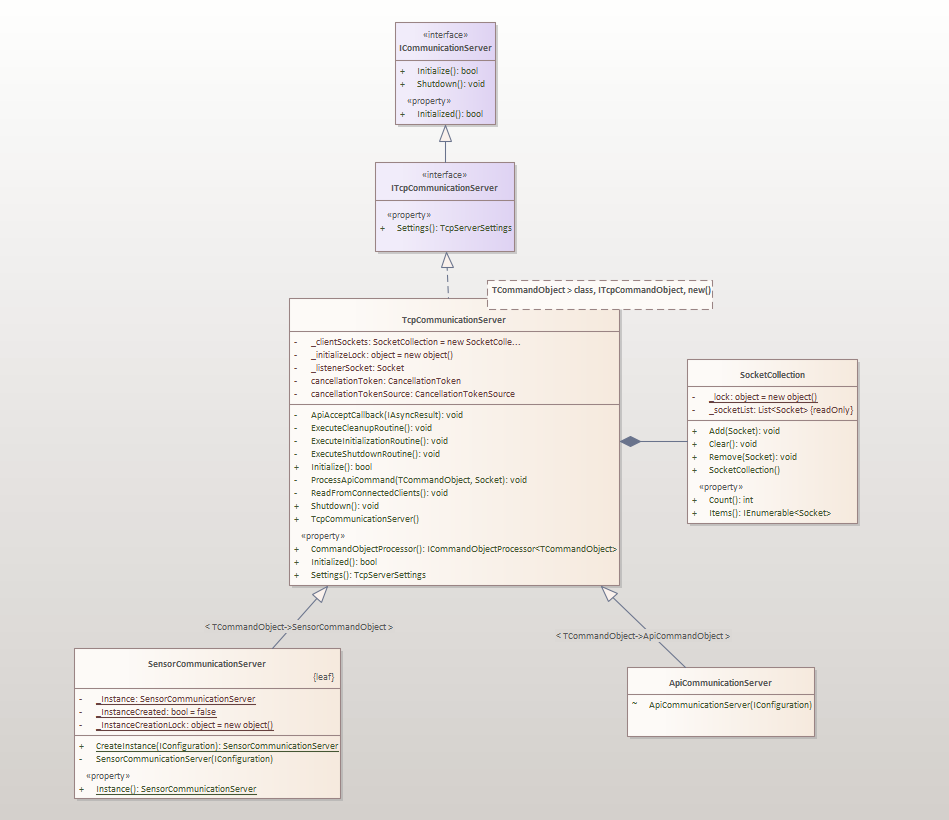 «interface»
ICommunicationServer
+ Initialize(): bool
+ Shutdown(): void
«property»
+ Initialized(): bool
«interface»
ITcpCommunicationServer
«property»
+ Settings(): TcpServerSettings
TCommandObject > class, ITcpCommandObject, new()
TcpCommunicationServer
- _clientSockets: SocketCollection = new SocketColle...
- _initializeLock: object = new object()
- _listenerSocket: Socket
- cancellationToken: CancellationToken
- cancellationTokenSource: CancellationTokenSource
- ApiAcceptCallback(IAsyncResult): void
- ExecuteCleanupRoutine(): void
- ExecuteInitializationRoutine(): void
- ExecuteShutdownRoutine(): void
+ Initialize(): bool
- ProcessApiCommand(TCommandObject, Socket): void
- ReadFromConnectedClients(): void
+ Shutdown(): void
+ TcpCommunicationServer()
«property»
+ CommandObjectProcessor(): ICommandObjectProcessor<TCommandObject>
+ Initialized(): bool
+ Settings(): TcpServerSettings
SocketCollection
- _lock: object = new object()
- _socketList: List<Socket> {readOnly}
+ Add(Socket): void
+ Clear(): void
+ Remove(Socket): void
+ SocketCollection()
«property»
+ Count(): int
+ Items(): IEnumerable<Socket>
< TCommandObject->SensorCommandObject >
< TCommandObject->ApiCommandObject >
SensorCommunicationServer
{leaf}
- _Instance: SensorCommunicationServer
- _InstanceCreated: bool = false
- _InstanceCreationLock: object = new object()
+ CreateInstance(IConfiguration): SensorCommunicationServer
- SensorCommunicationServer(IConfiguration)
«property»
+ Instance(): SensorCommunicationServer
ApiCommunicationServer
~ ApiCommunicationServer(IConfiguration)